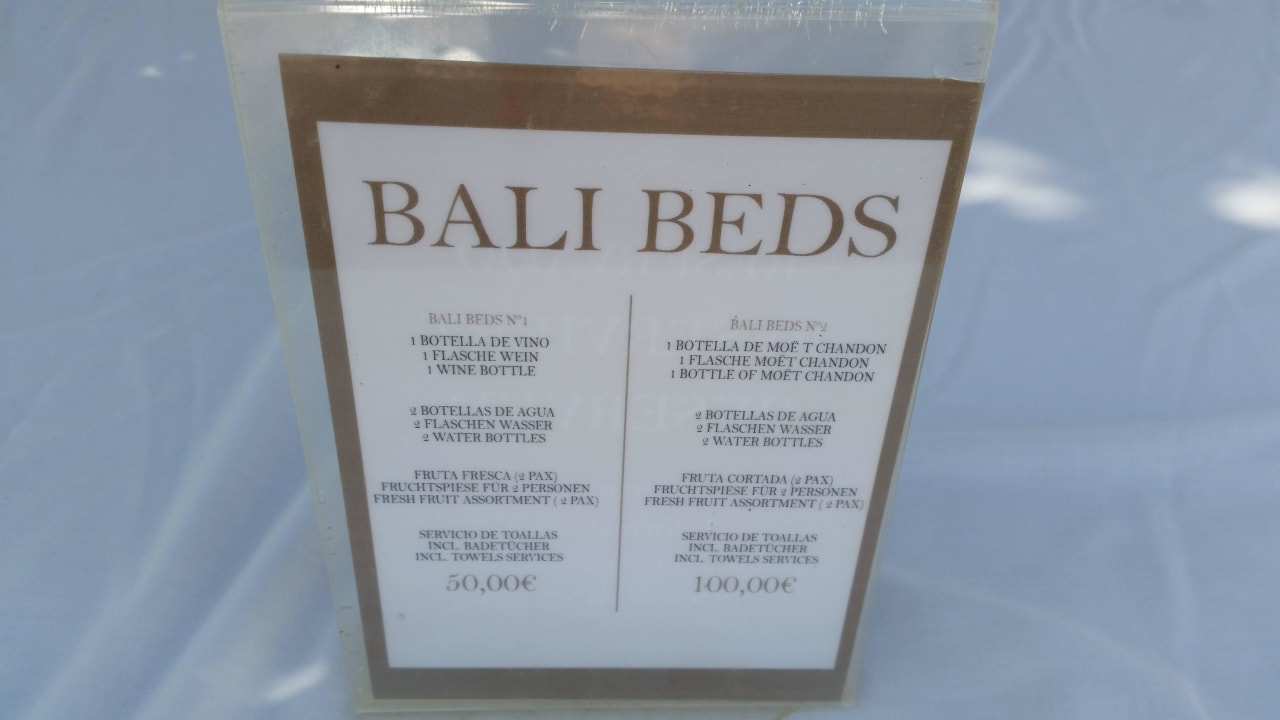 BALI BEDS
BALI BEDS Nº1
1 BOTELLA DE VINO
1 FLASCHE WEIN
1 WINE BOTTLE
2 BOTELLAS DE AGUA
2 FLASCHEN WASSER
2 WATER BOTTLES
FRUTA FRESCA (2 PAX)
FRUCHTSPIESE FÜR 2 PERSONEN
FRESH FRUIT ASSORTMENT ( 2 PAX)
SERVICIO DE TOALLAS
INCL. BADETÜCHER
INCL. TOWELS SERVICES
50,00€
BALI BEDS Nº2
1 BOTELLA DE MOË T CHANDON
1 FLASCHE MOËT CHANDON
1 BOTTLE OF MOËT CHANDON
2 BOTELLAS DE AGUA
2 FLASCHEN WASSER
2 WATER BOTTLES
FRUTA CORTADA (2 PAX)
FRUCHTSPIESE FÜR 2 PERSONEN
FRESH FRUIT ASSORTMENT ( 2 PAX)
SERVICIO DE TOALLAS
INCL. BADETÜCHER
INCL. TOWELS SERVICES
100,00€